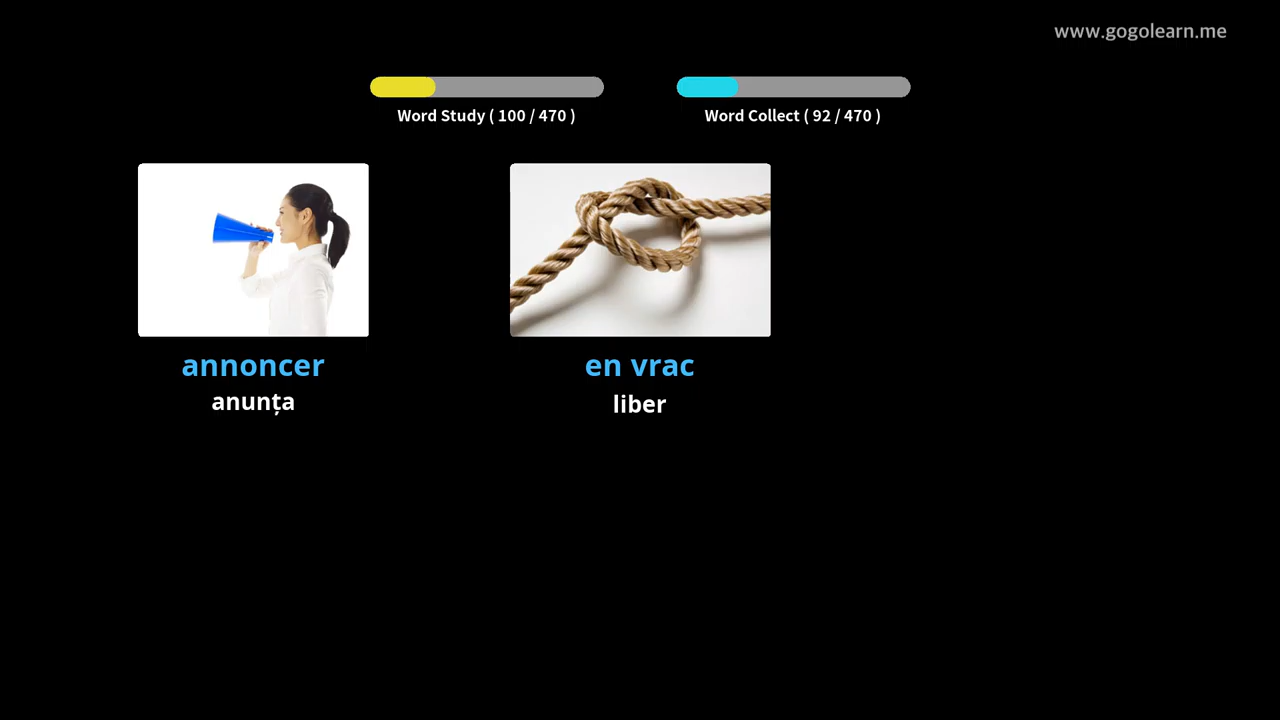 www.gogolearn.me
Word Study ( 100 / 470 )
Word Collect ( 92 / 470 )
annoncer
anunța
en vrac
liber